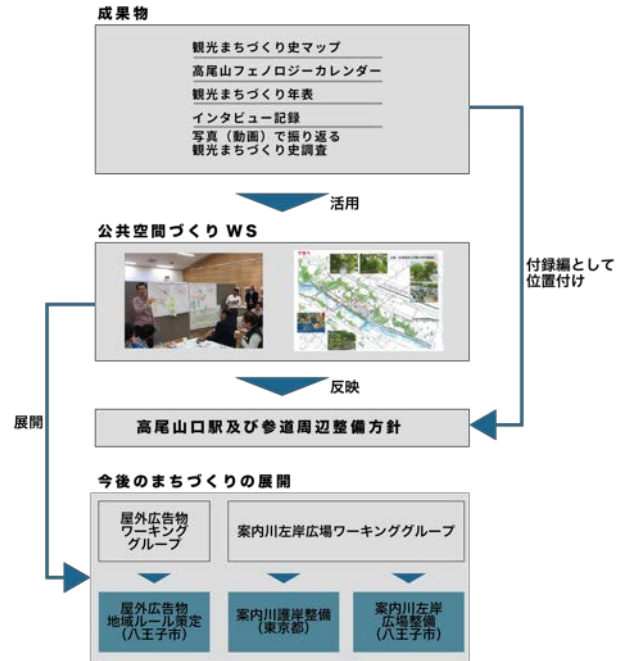 成果物
観光まちづくり史マップ
高尾山フェノロジーカレンダー
観光まちづくり年表
インタビュー記録
写真（動画）で振り返る
観光まちづくり史調査
活用
公共空間づくりWS
付録編として
位置付け
反映
展開
高尾山口駅及び参道周辺整備方針
今後のまちづくりの展開
屋外広告物
ワーキング
グループ
案内川左岸広場ワーキンググループ
屋外広告物
地域ルール策定
(八王子市)
案内川護岸整備
(東京都)
案内川左岸
広場整備
(八王子市)